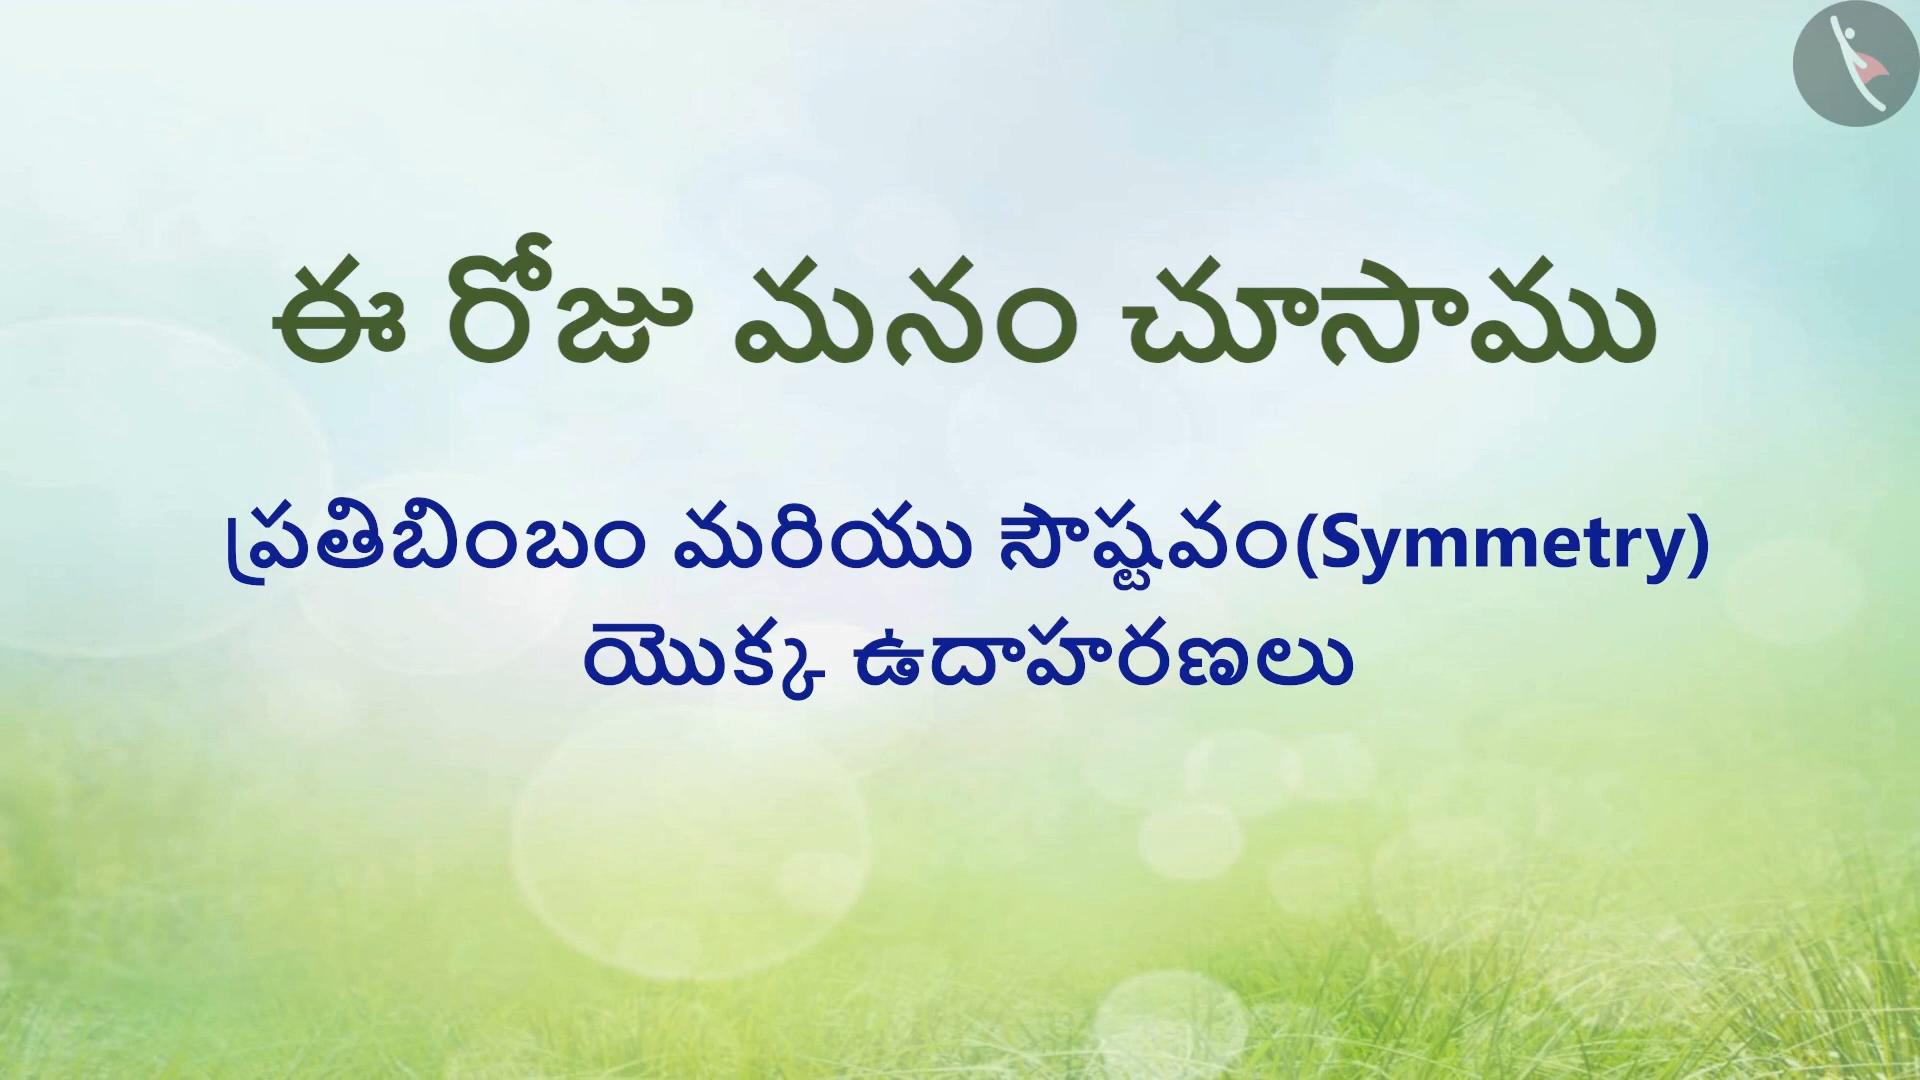 ఈ రోజు మనం చూసాము
ప్రతిబింబం మరియు సౌష్టవం(Symmetry)
యొక్క ఉదాహరణలు